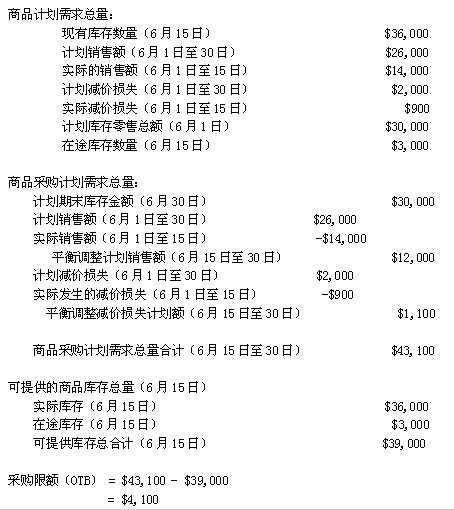 商品计划需求总量：
现有库存数量（6月15日） $36,000
计划销售额（6月1日至30日） $26,000
实际的销售额（6月1日至15日） $14,000
计划减价损失（6月1日至30日） $2,000
实际减价损失（6月1日至15日） $900
计划库存零售总额（6月1日） $30,000
在途库存数量（6月15日） $3,000
商品采购计划需求总量：
计划期末库存金额（6月30日） $30,000
计划销售额（6月1日至30日） $26,000
实际销售额（6月1日至15日） -$14,000
平衡调整计划销售额（6月15日至30日） $12,000
计划减价损失（6月1日至30日） $2,000
实际发生的减价损失（6月1日至15日） -$900
平衡调整减价损失计划额（6月15日至30日） $1,100
商品采购计划需求总量合计（6月15日至30日） $43,100
可提供的商品库存总量（6月15日）
实际库存（6月15日） $36,000
在途库存（6月15日） $3,000
可提供库存总合计（6月15日） $39,000
采购限额（OTB） = $43,100 - $39,000
= $4,100